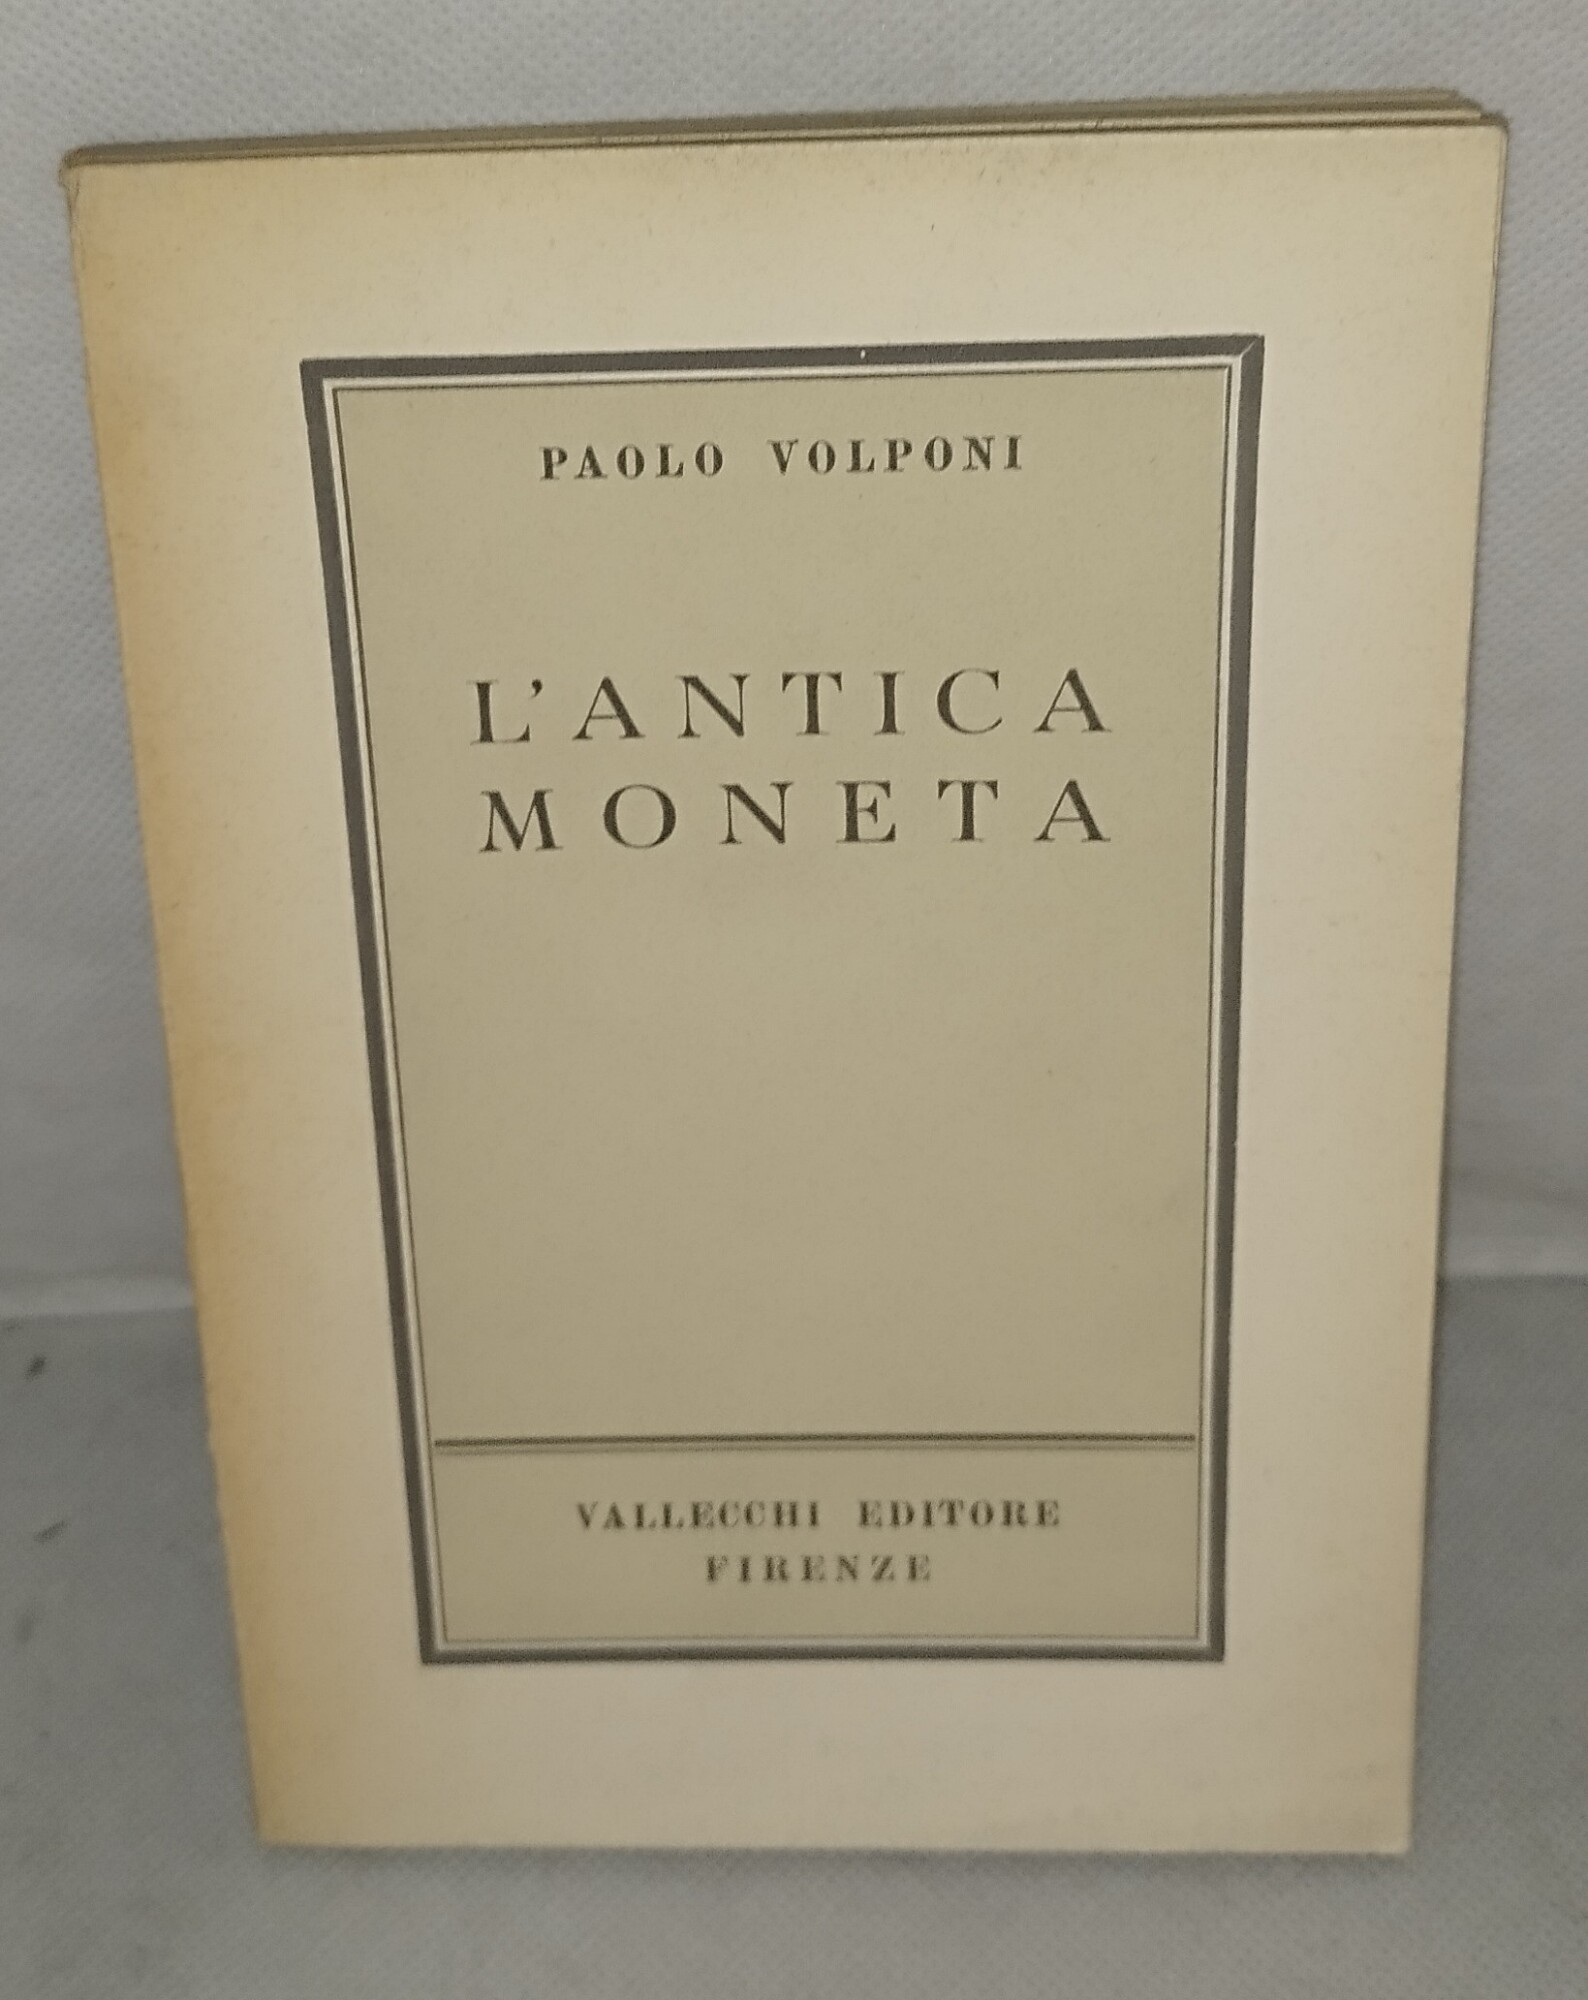 PAOLO VOLPONI
L'ANTICA
MONETA
VALLECCHI EDITORE
FIRENZE